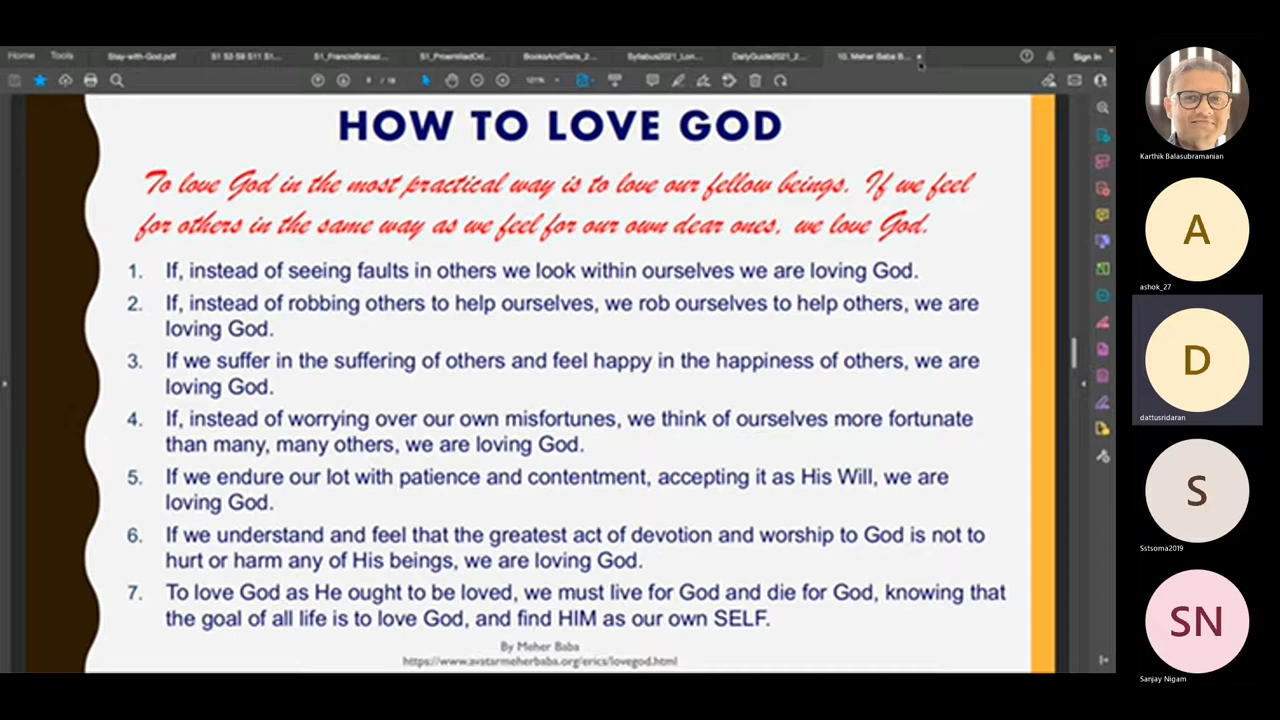 Home Tools Stay-with-God.pdf S1 S3 S9 S11 S1... BooksAndTexts_2... Syllabus2021_Lon... DailyGuide2021_2... 10. Meher Baba B... Sign In
HOW TO LOVE GOD
To love God in the most practical way is to love our fellow beings. If we feel
for others in the same way as we feel for our own dear ones, we love God.
1. If, instead of seeing faults in others we look within ourselves we are loving God.
2. If, instead of robbing others to help ourselves, we rob ourselves to help others, we are
loving God.
3. If we suffer in the suffering of others and feel happy in the happiness of others, we are
loving God.
4. If, instead of worrying over our own misfortunes, we think of ourselves more fortunate
than many, many others, we are loving God.
5. If we endure our lot with patience and contentment, accepting it as His Will, we are
loving God.
6. If we understand and feel that the greatest act of devotion and worship to God is not to
hurt or harm any of His beings, we are loving God.
7. To love God as He ought to be loved, we must live for God and die for God, knowing that
the goal of all life is to love God, and find HIM as our own SELF.
By Meher Baba
https://www.avatarmeherbaba.org/erics/lovegod.html
Karthik Balasubramanian
A
ashok_27
D
dattusridaran
S
Sstsoma2019
SN
Sanjay Nigam